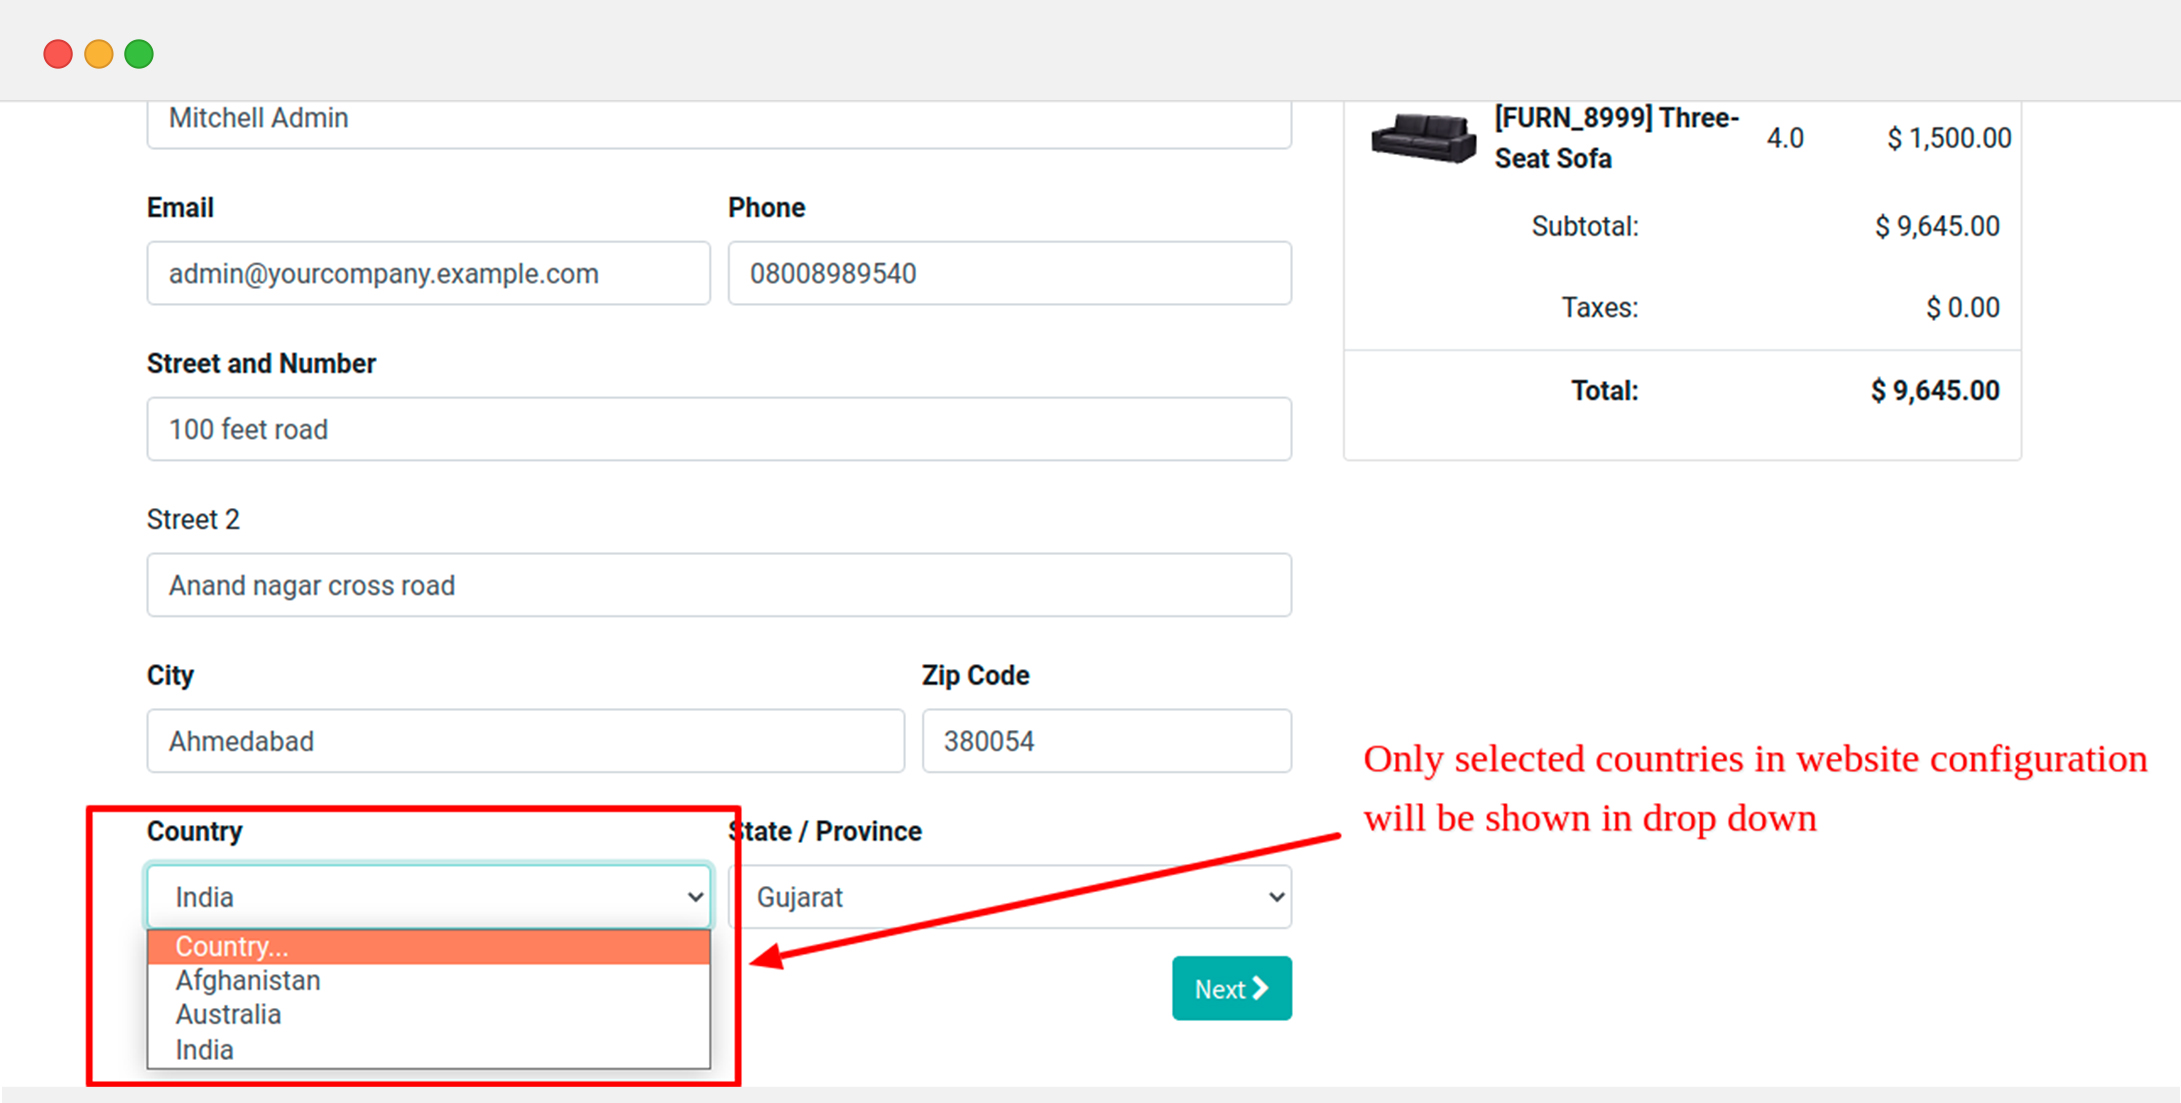 Mitchell Admin
[FURN_8999] Three-
Seat Sofa
4.0
$ 1,500.00
Subtotal:
$ 9,645.00
Taxes:
$ 0.00
Total:
$ 9,645.00
Email
Phone
admin@yourcompany.example.com
08008989540
Street and Number
100 feet road
Street 2
Anand nagar cross road
City
Zip Code
Ahmedabad
380054
Only selected countries in website configuration
will be shown in drop down
Country
State / Province
India
Gujarat
Country...
Afghanistan
Australia
India
Next